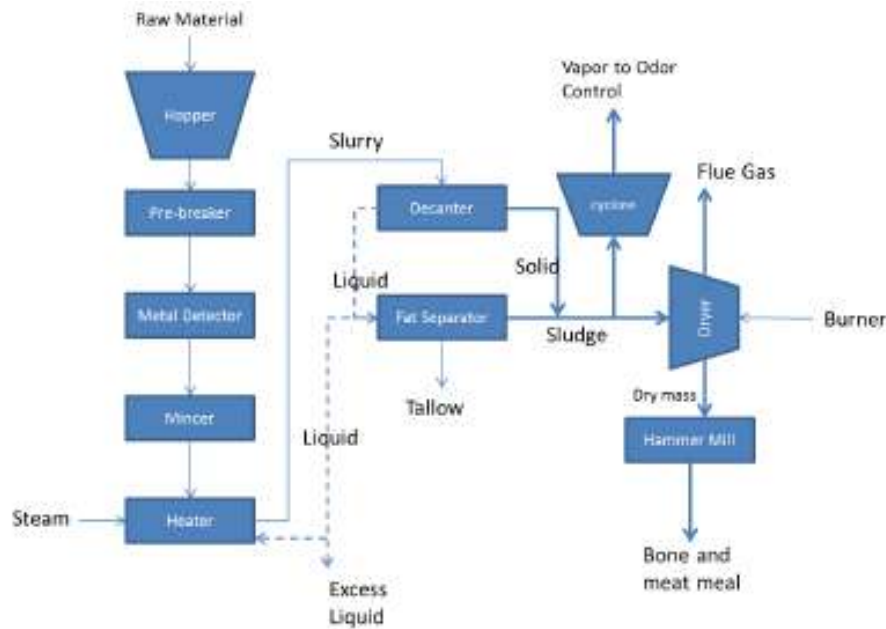 Raw Material
Hopper
Pre-breaker
Metal Detector
Mincer
Steam
Heater
Slurry
Decanter
Liquid
Solid
Fat Separator
Sludge
Tallow
Liquid
Excess
Liquid
Vapor to Odor
Control
cyclone
Flue Gas
Dryer
Burner
Dry mass
Hammer Mill
Bone and
meat meal